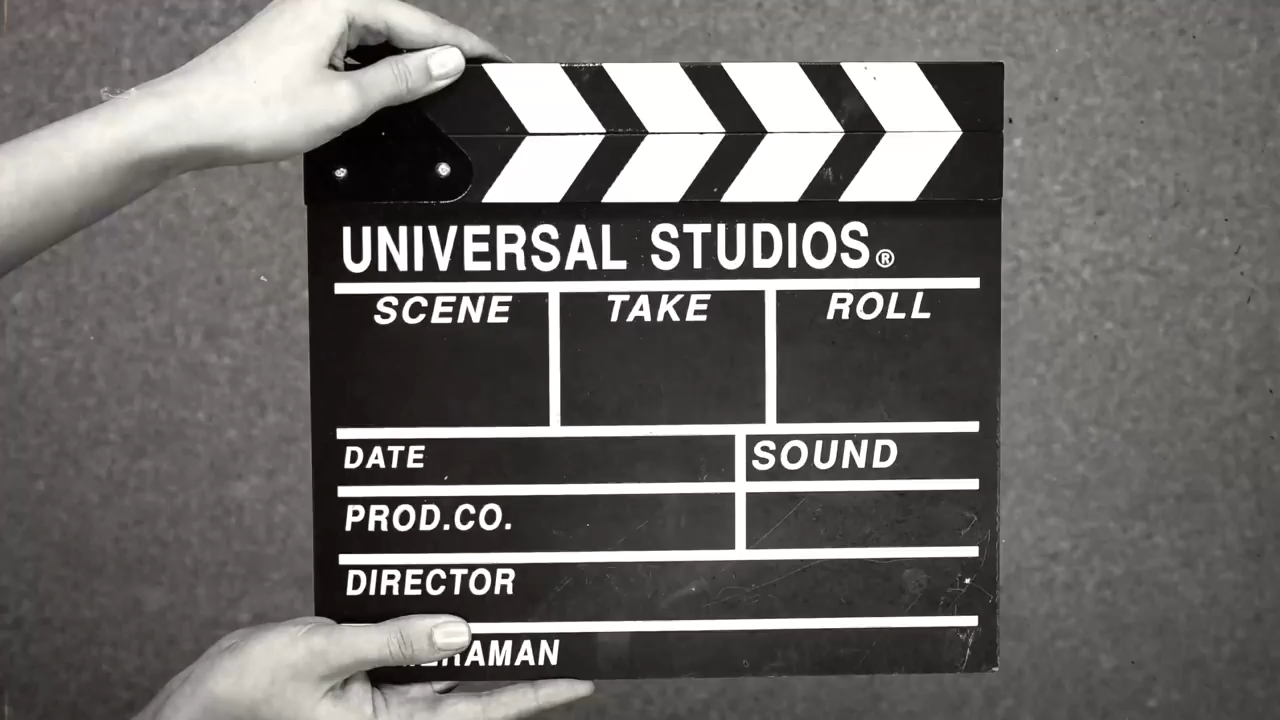 UNIVERSAL STUDIOS®
SCENE TAKE ROLL
DATE SOUND
PROD.CO.
DIRECTOR